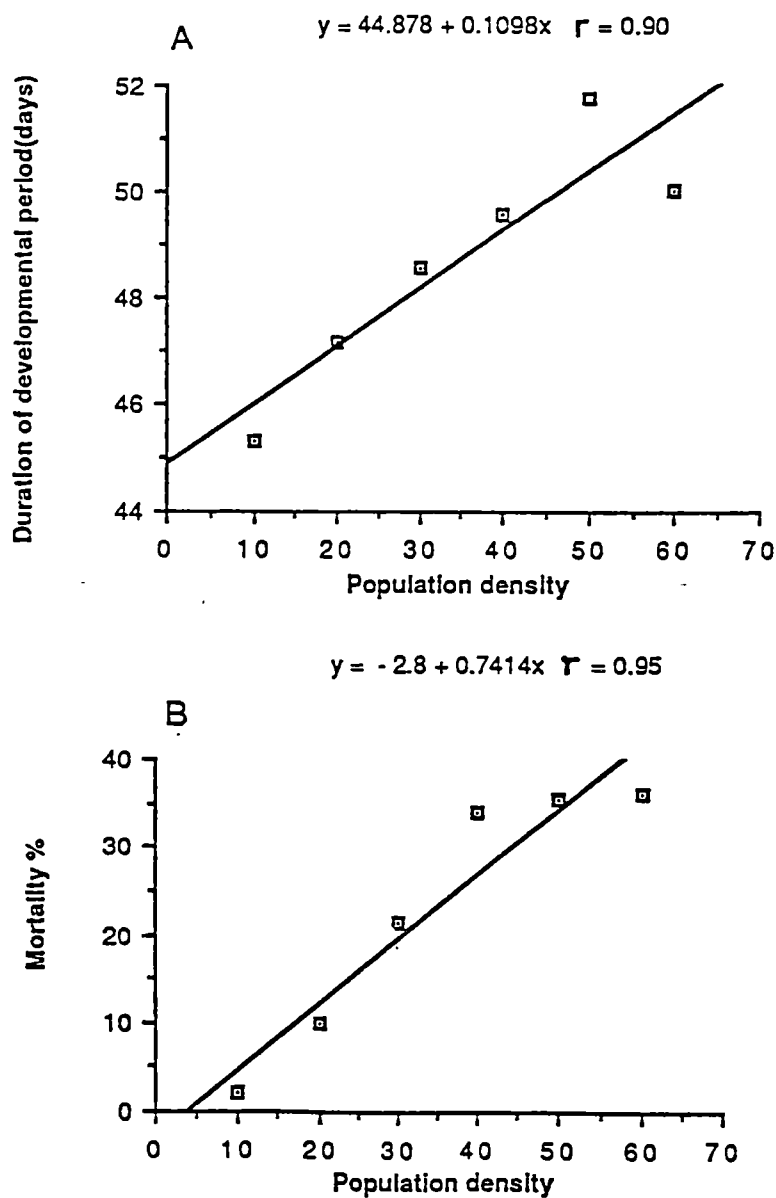 A
y = 44.878 + 0.1098x r = 0.90
Duration of developmental period(days)
52
50
48
46
44
0 10 20 30 40 50 60 70
Population density
y = - 2.8 + 0.7414x r = 0.95
B
Mortality %
40
30
20
10
0
0 10 20 30 40 50 60 70
Population density